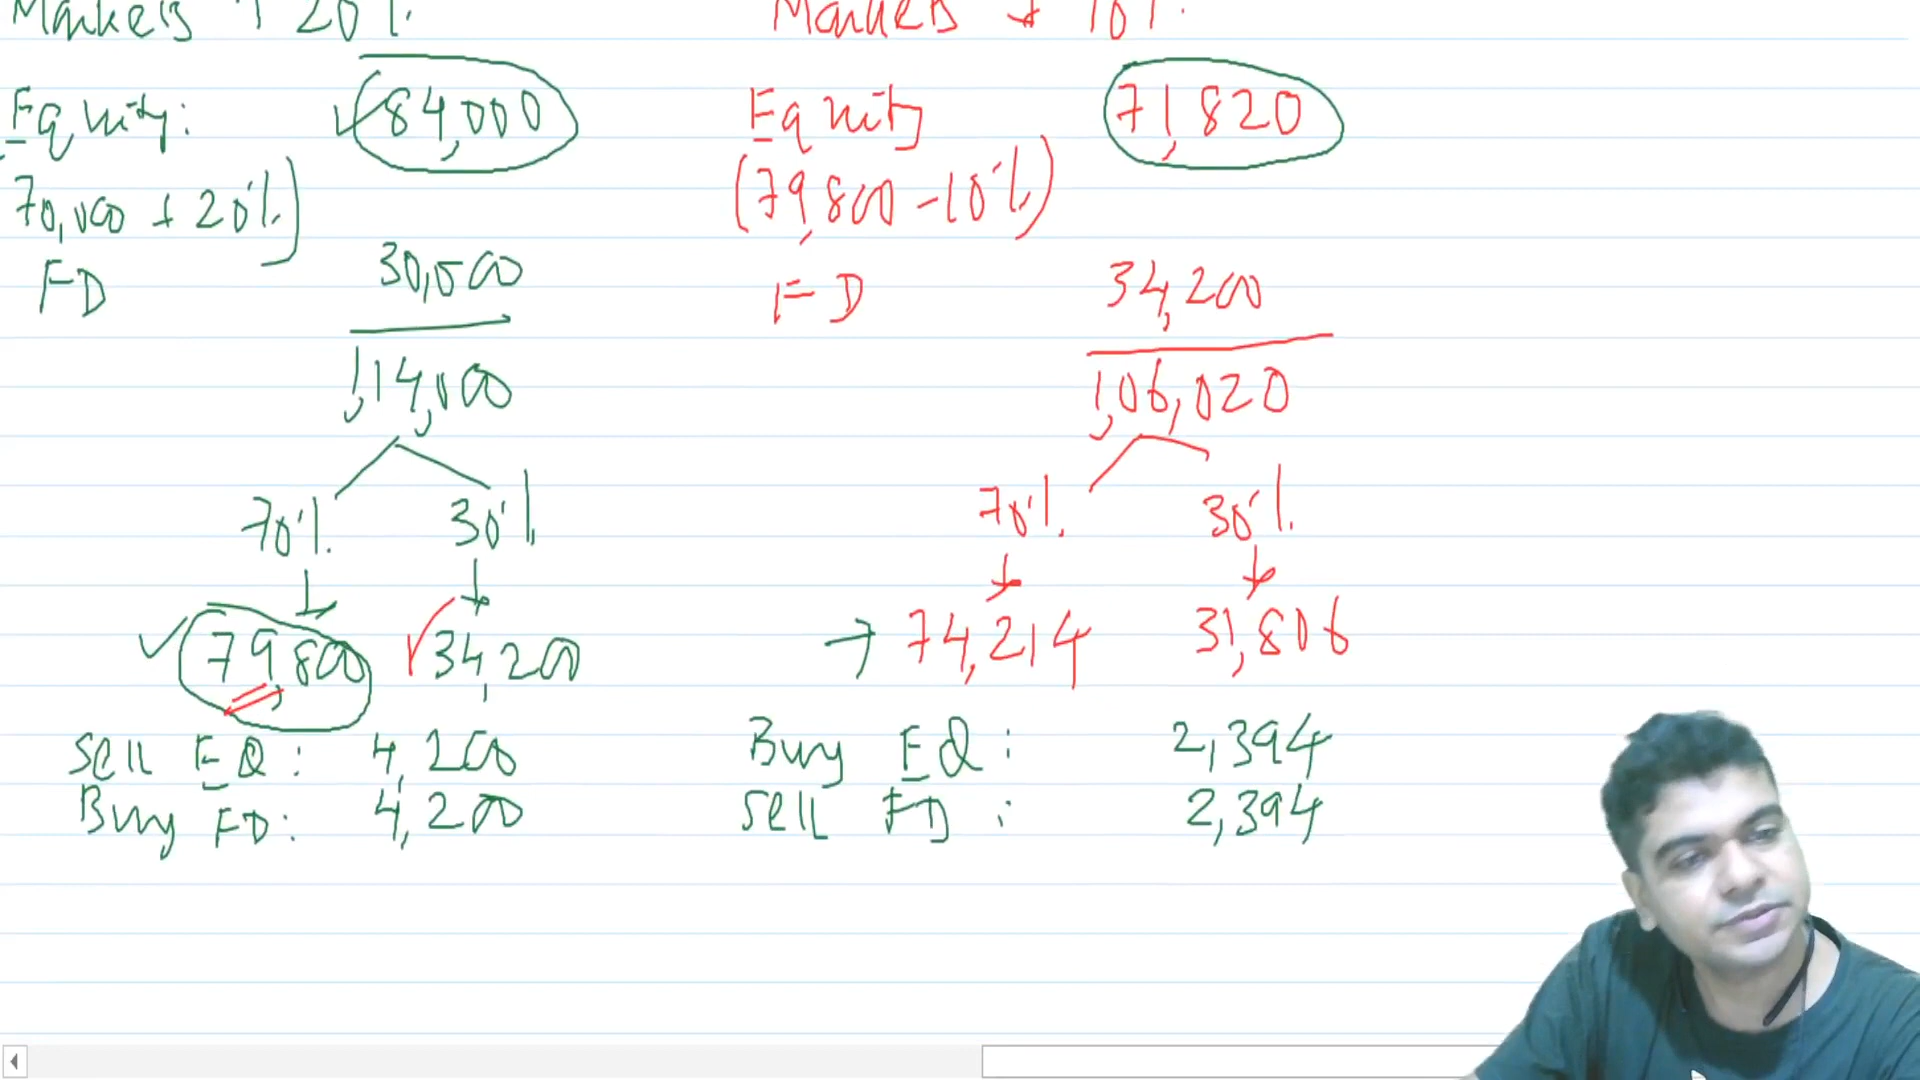 Markets ↑ 20%
Equity: 84,000
70,000 + 20%)
FD 30,000
1,14,000
70% 30%
79,800 34,200
Sell EQ: 4,200
Buy FD: 4,200
Markets ↓ 10%
Equity 71,820
(79,800 - 10%)
FD 34,200
1,06,020
70% 30%
→ 74,214 31,806
Buy EQ: 2,394
Sell FD: 2,394